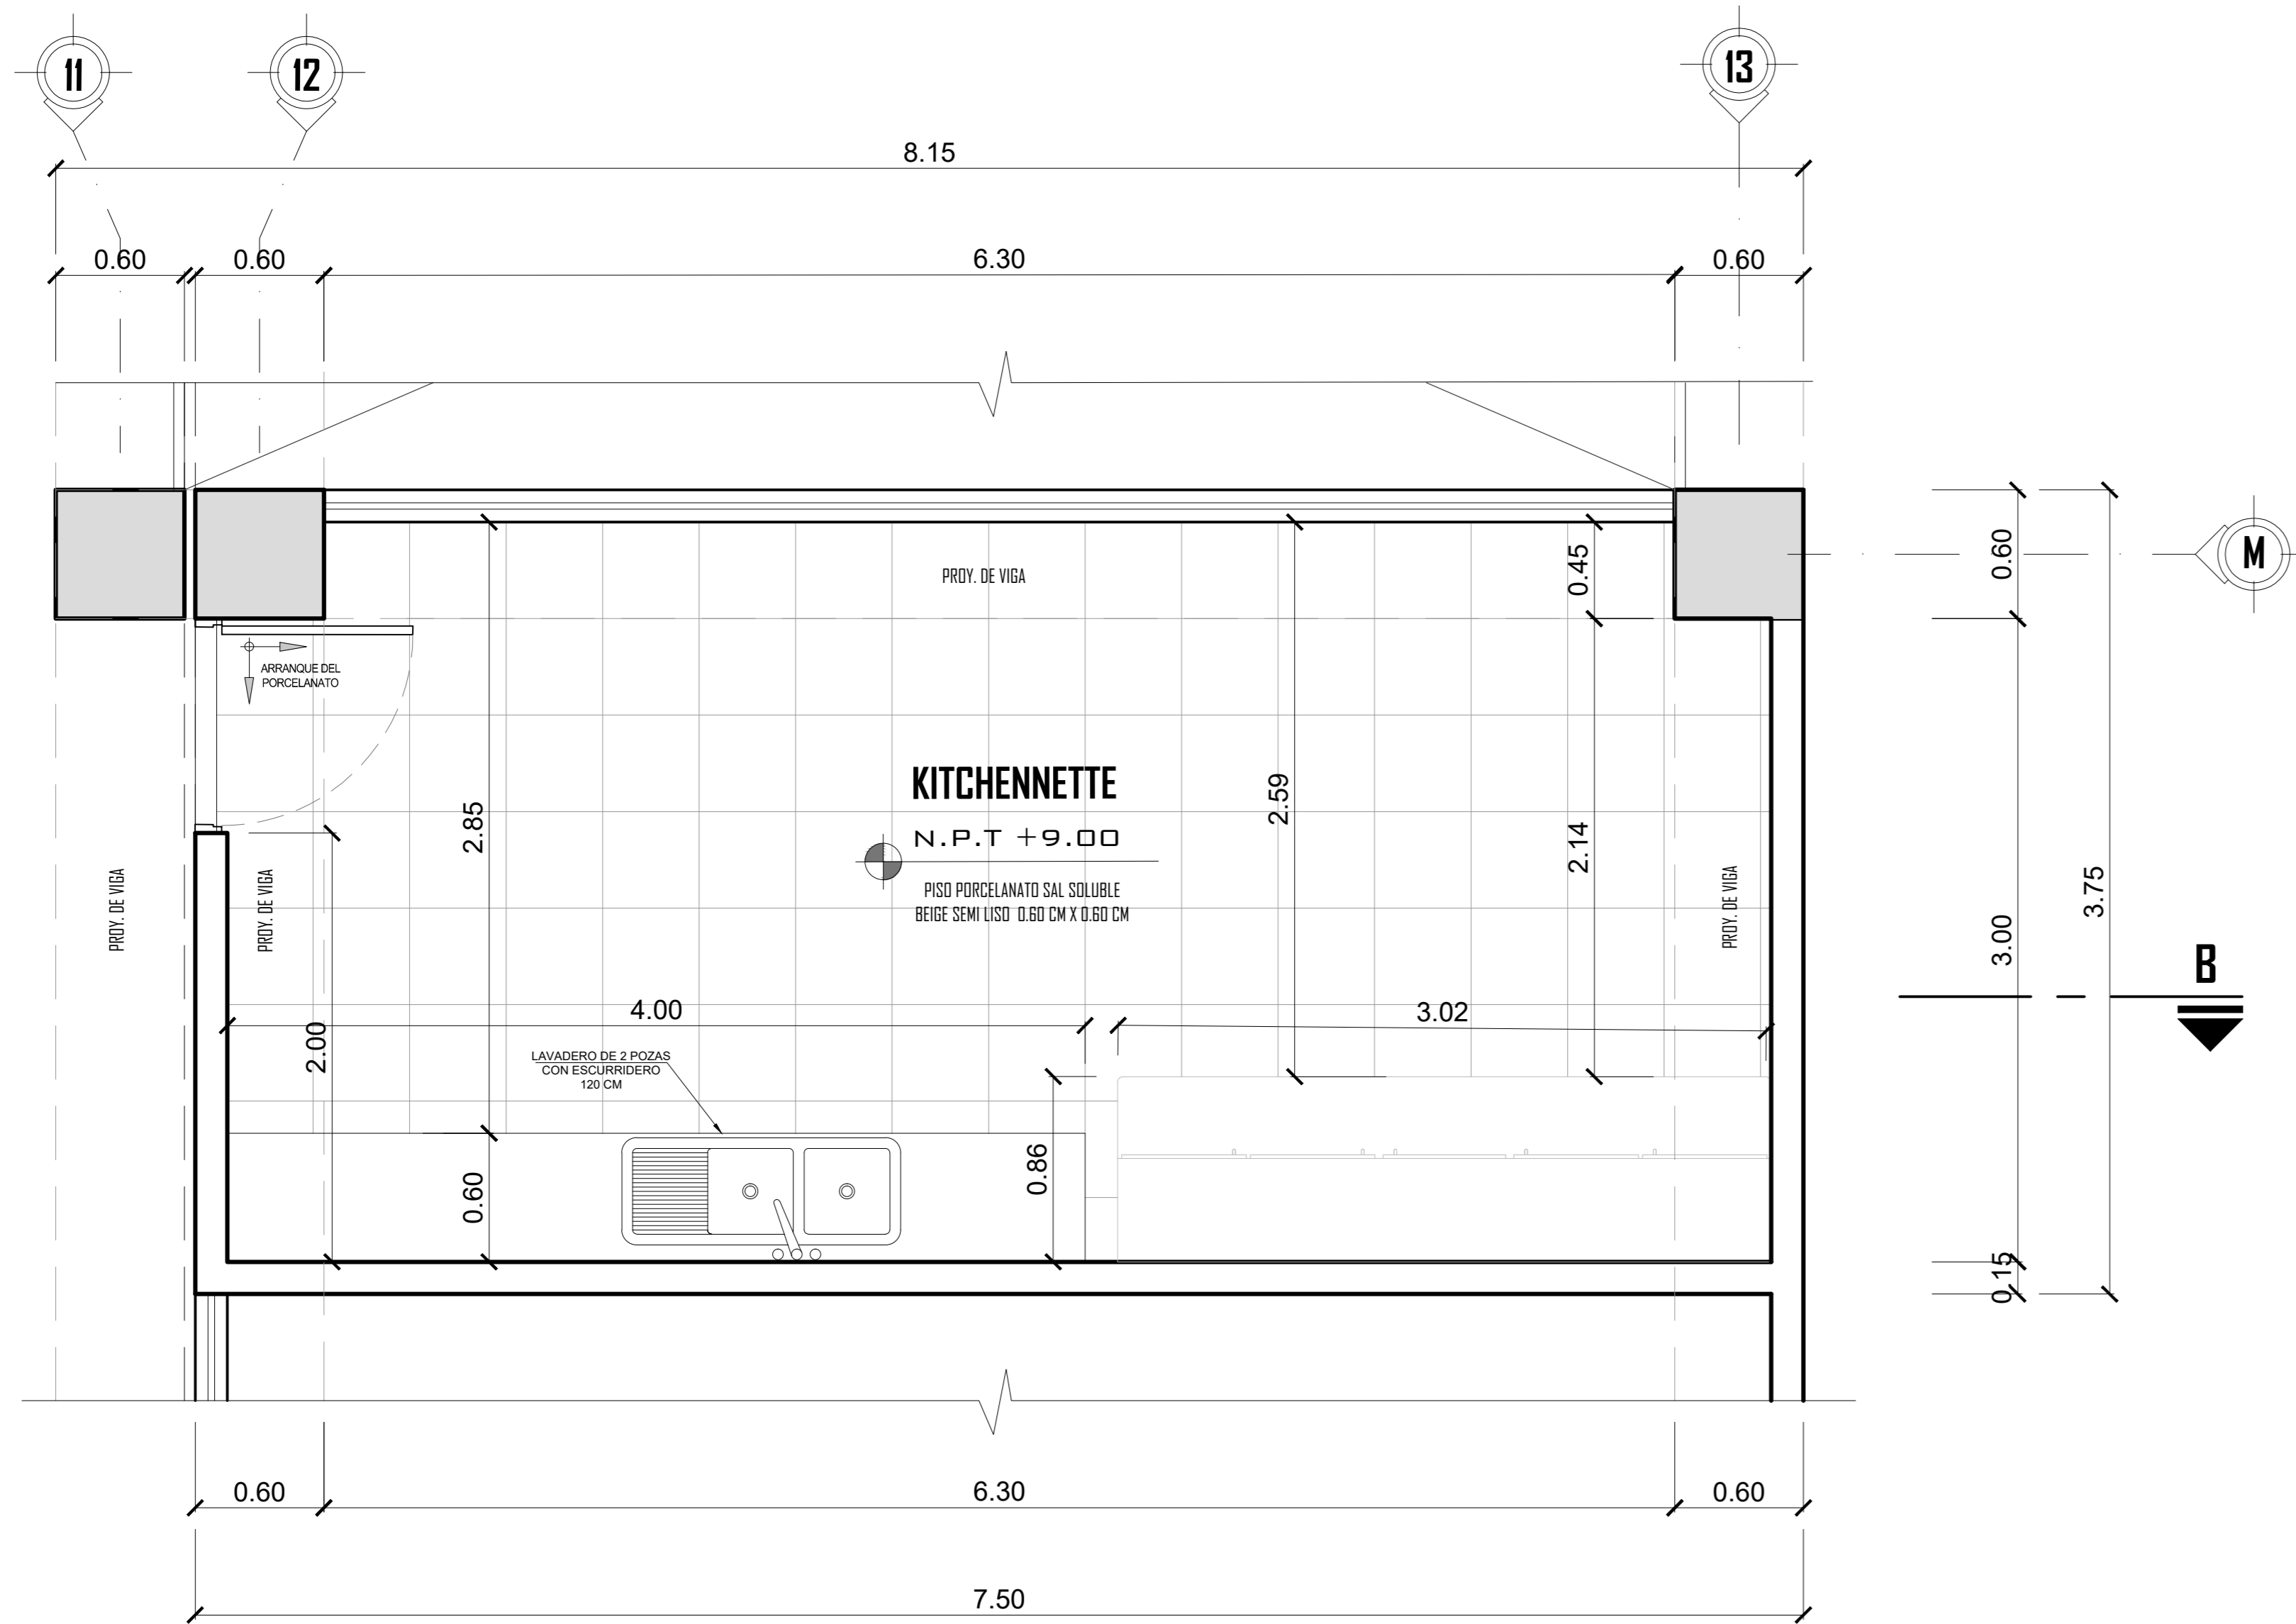 11
12
13
8.15
0.60
0.60
6.30
0.60
PROY. DE VIGA
0.45
0.60
M
ARRANQUE DEL
PORCELANATO
KITCHENNETTE
N.P.T +9.00
PISO PORCELANATO SAL SOLUBLE
BEIGE SEMI LISO 0.60 CM X 0.60 CM
2.85
2.59
2.14
PROY. DE VIGA
PROY. DE VIGA
PROY. DE VIGA
3.75
3.00
B
4.00
3.02
2.00
LAVADERO DE 2 POZAS
CON ESCURRIDERO
120 CM
0.60
0.86
0.15
0.60
6.30
0.60
7.50